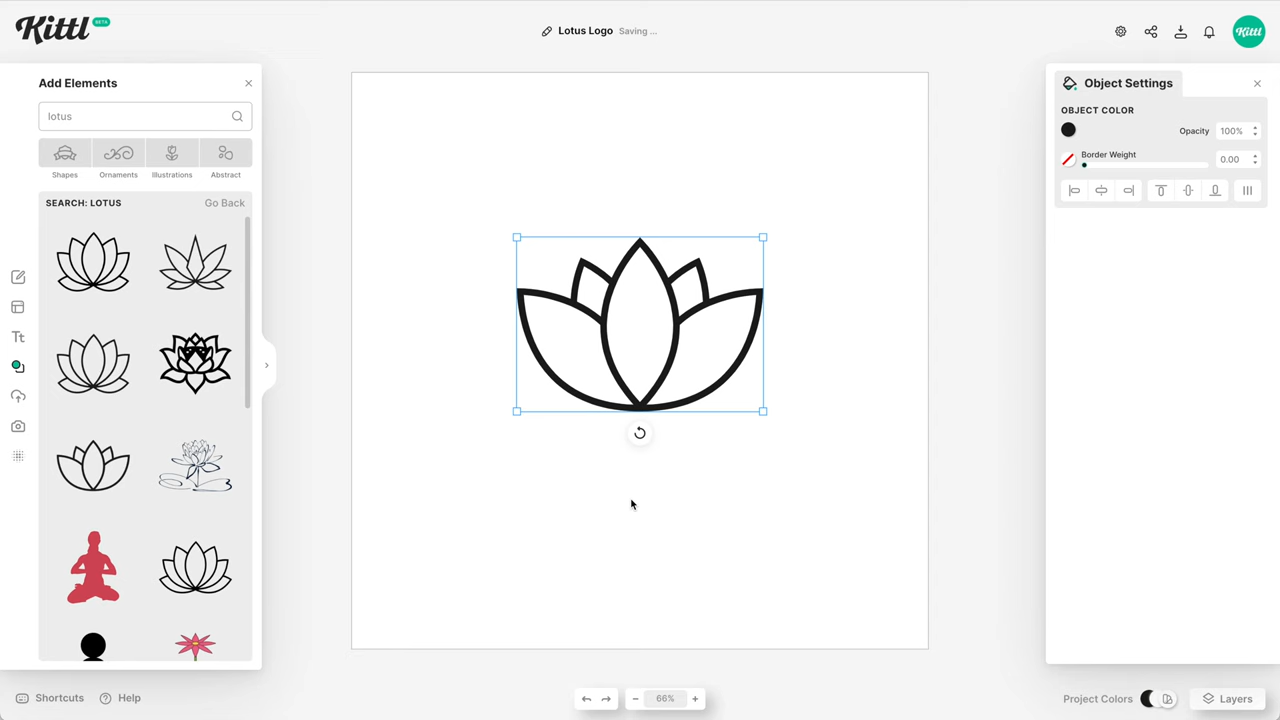 Kittl BETA
Lotus Logo Saving ...
Kittl
Add Elements
lotus
Shapes Ornaments Illustrations Abstract
SEARCH: LOTUS Go Back
Tt
Object Settings
OBJECT COLOR
Opacity 100%
Border Weight
0.00
Shortcuts Help
66%
Project Colors Layers